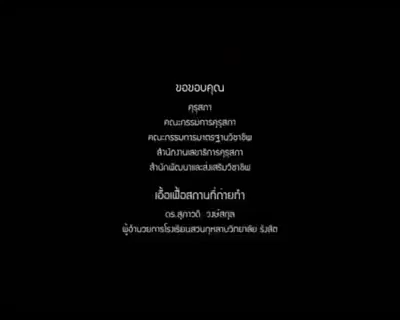 ขอขอบคุณ
คุรุสภา
คณะกรรมการคุรุสภา
คณะกรรมการมาตรฐานวิชาชีพ
สำนักงานเลขาธิการคุรุสภา
สำนักพัฒนาและส่งเสริมวิชาชีพ
เอื้อเฟื้อสถานที่ถ่ายทำ
ดร.สุภาวดี วงษ์สกุล
ผู้อำนวยการโรงเรียนสวนกุหลาบวิทยาลัย รังสิต